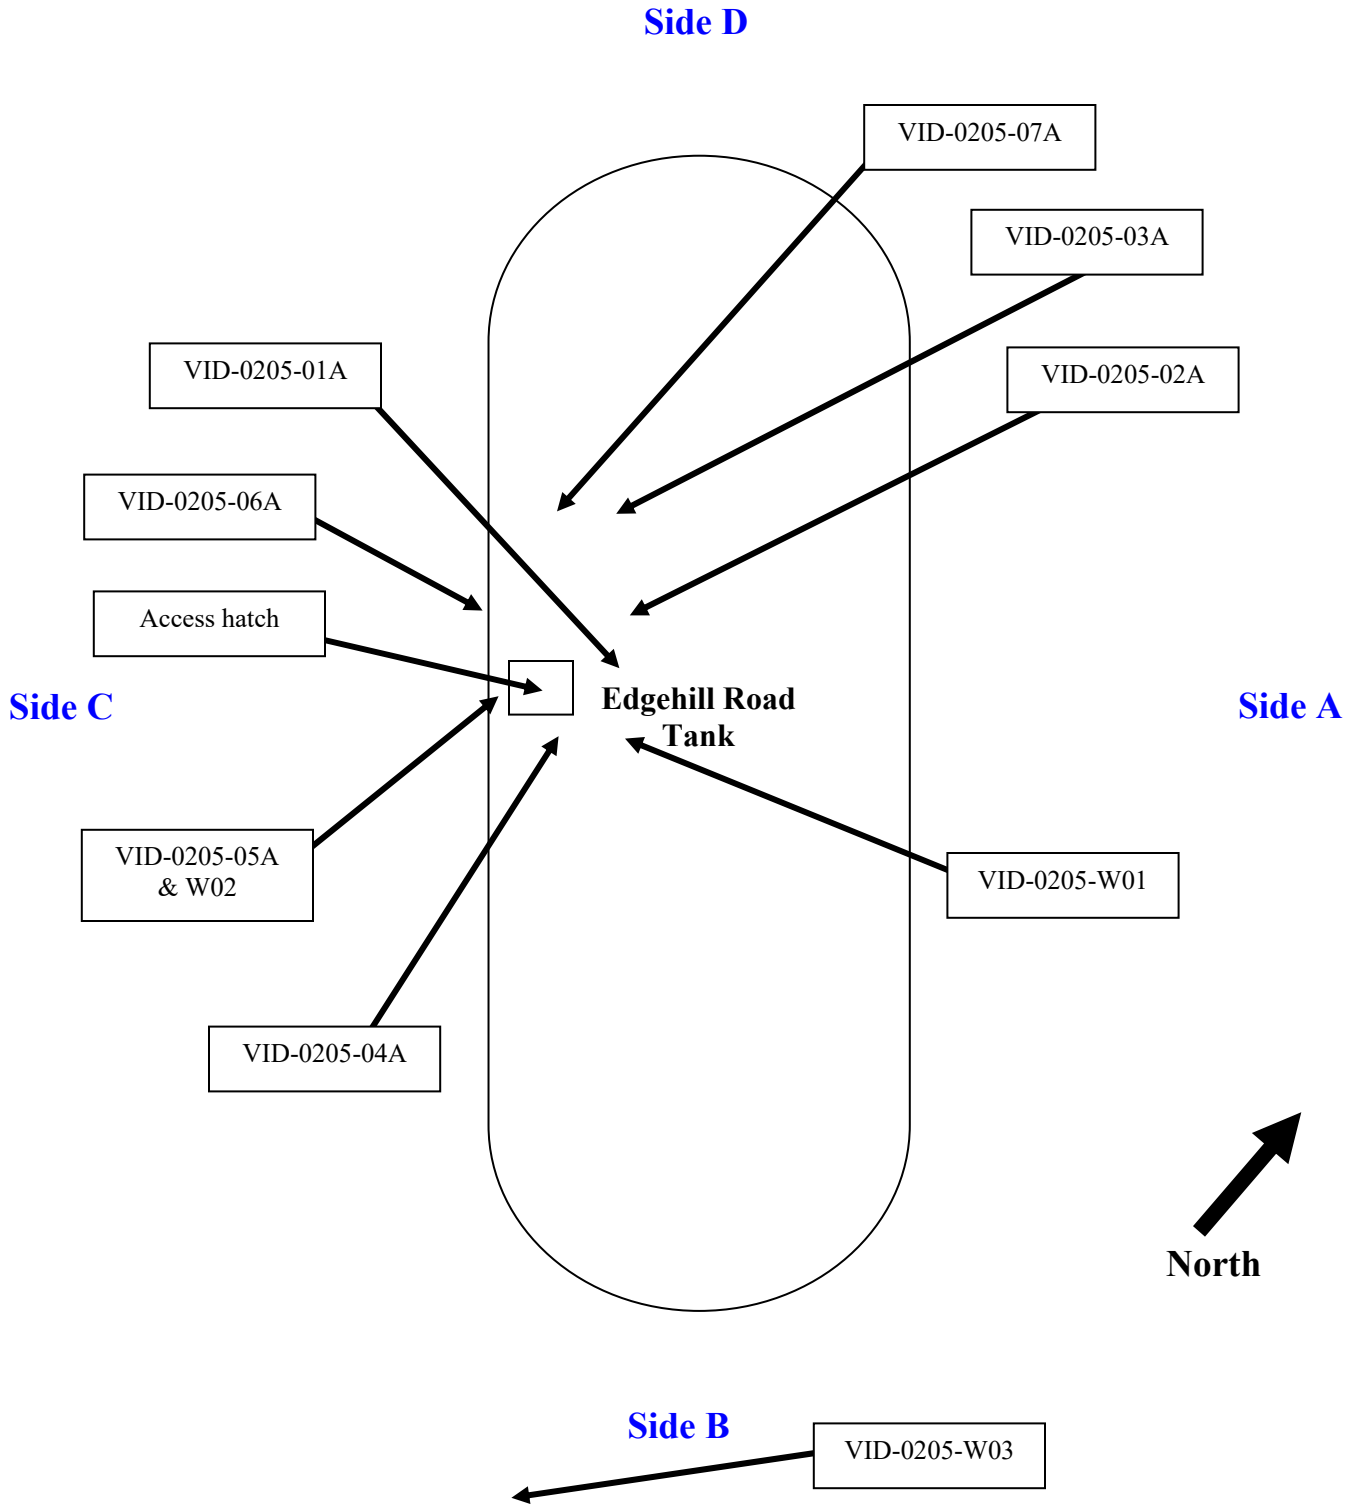 Side D
VID-0205-07A
VID-0205-03A
VID-0205-01A
VID-0205-02A
VID-0205-06A
Access hatch
Side C
Edgehill Road
Tank
Side A
VID-0205-05A
& W02
VID-0205-W01
VID-0205-04A
North
Side B
VID-0205-W03